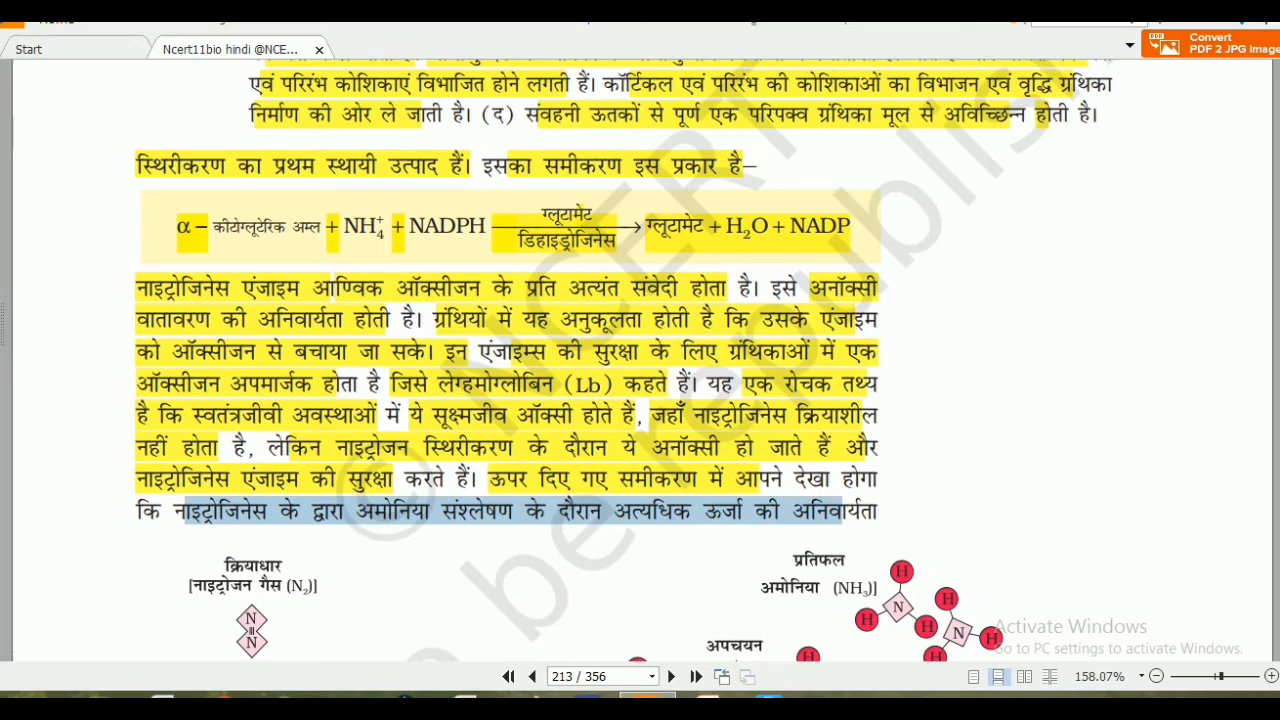 Start
Ncert11bio hindi @NCE...
Convert
PDF 2 JPG Image
एवं परिरंभ कोशिकाएं विभाजित होने लगती हैं। कॉर्टिकल एवं परिरंभ की कोशिकाओं का विभाजन एवं वृद्धि ग्रंथिका
निर्माण की ओर ले जाती है। (द) संवहनी ऊतकों से पूर्ण एक परिपक्व ग्रंथिका मूल से अविच्छिन्न होती है।
स्थिरीकरण का प्रथम स्थायी उत्पाद हैं। इसका समीकरण इस प्रकार है–
α – कीटोग्लूटेरिक अम्ल + NH₄⁺ + NADPH ⟶ ग्लूटामेट + H₂O + NADP
ग्लूटामेट
डिहाइड्रोजिनेस
नाइट्रोजिनेस एंजाइम आण्विक ऑक्सीजन के प्रति अत्यंत संवेदी होता है। इसे अनॉक्सी
वातावरण की अनिवार्यता होती है। ग्रंथियों में यह अनुकूलता होती है कि उसके एंजाइम
को ऑक्सीजन से बचाया जा सके। इन एंजाइम्स की सुरक्षा के लिए ग्रंथिकाओं में एक
ऑक्सीजन अपमार्जक होता है जिसे लेग्हमोग्लोबिन (Lb) कहते हैं। यह एक रोचक तथ्य
है कि स्वतंत्रजीवी अवस्थाओं में ये सूक्ष्मजीव ऑक्सी होते हैं, जहाँ नाइट्रोजिनेस क्रियाशील
नहीं होता है, लेकिन नाइट्रोजन स्थिरीकरण के दौरान ये अनॉक्सी हो जाते हैं और
नाइट्रोजिनेस एंजाइम की सुरक्षा करते हैं। ऊपर दिए गए समीकरण में आपने देखा होगा
कि नाइट्रोजिनेस के द्वारा अमोनिया संश्लेषण के दौरान अत्यधिक ऊर्जा की अनिवार्यता
क्रियाधार
[नाइट्रोजन गैस (N₂)]
N
N
प्रतिफल
अमोनिया (NH₃)]
H
N
H
H
H
N
H
H
अपचयन
H
© NCERT
be republish
Activate Windows
Go to PC settings to activate Windows.
213 / 356
158.07%